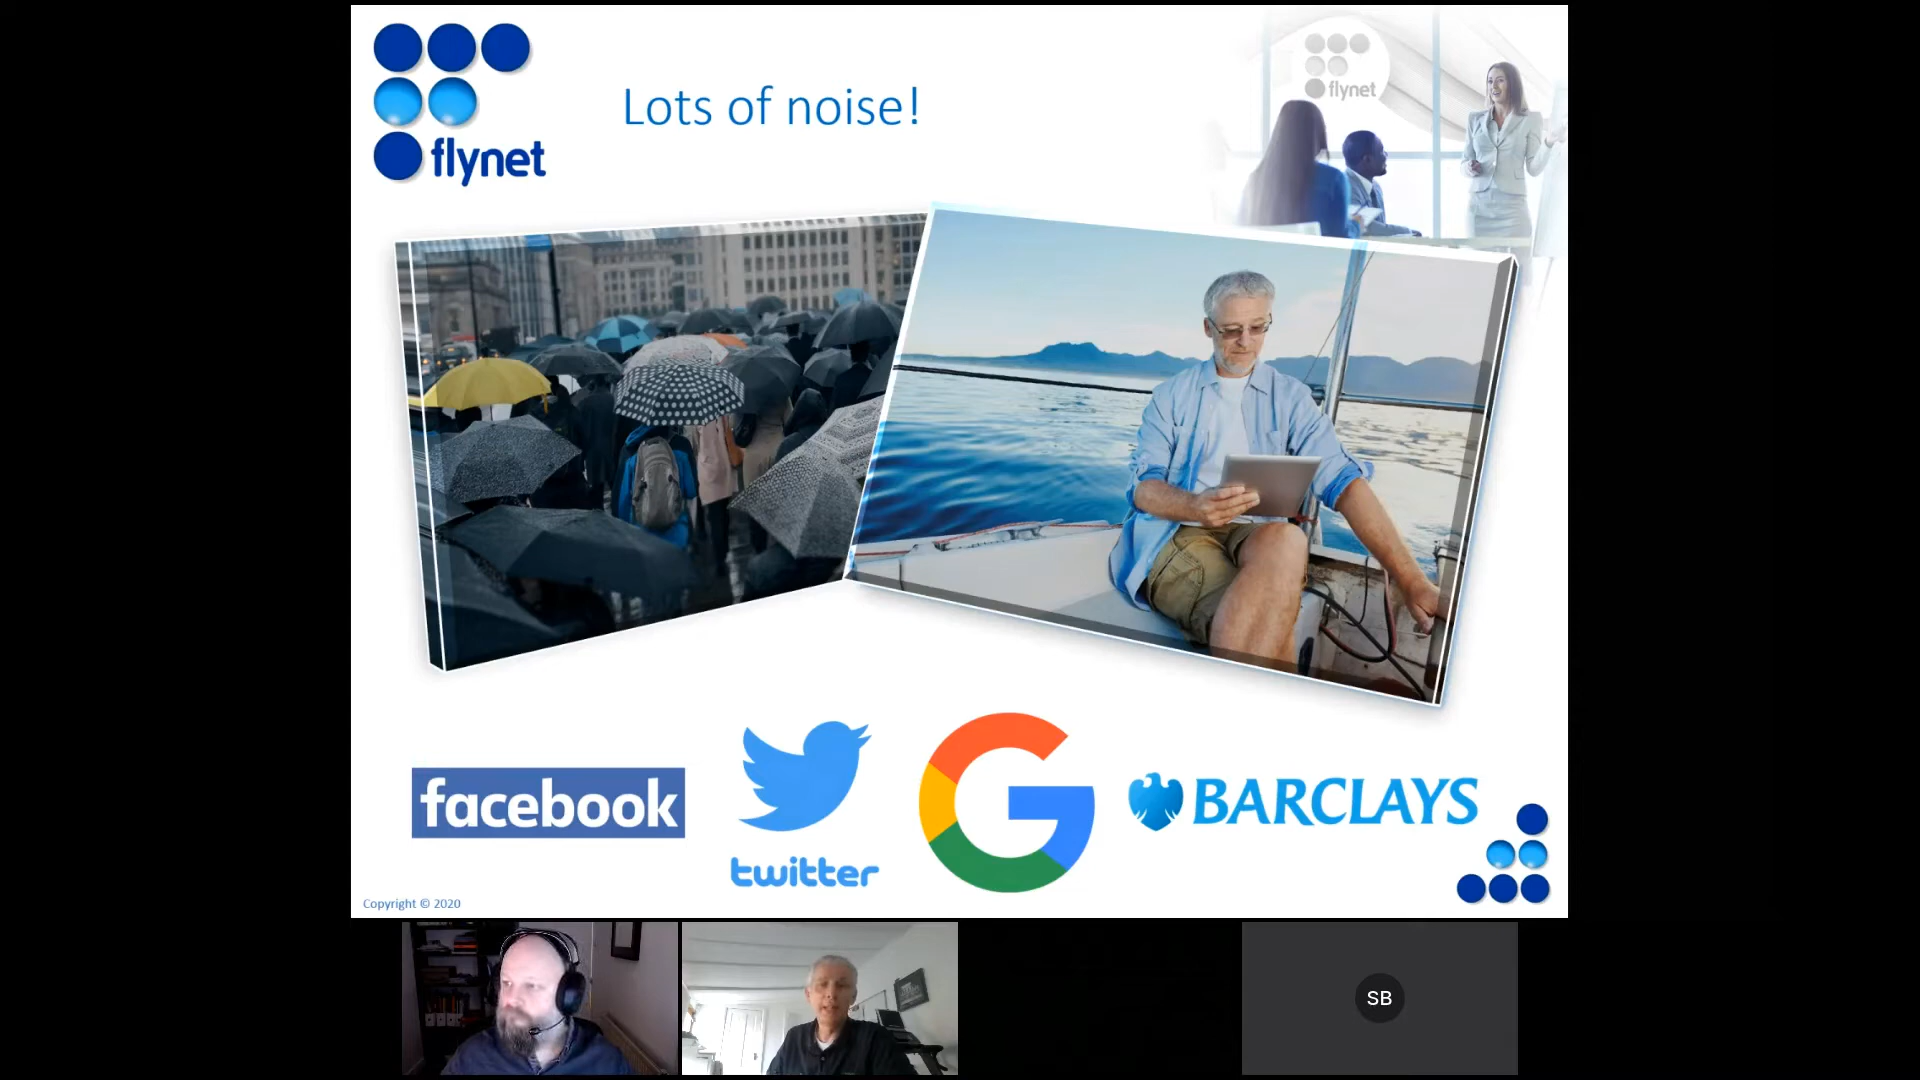 flynet
Lots of noise!
flynet
facebook
twitter
BARCLAYS
Copyright © 2020
SB